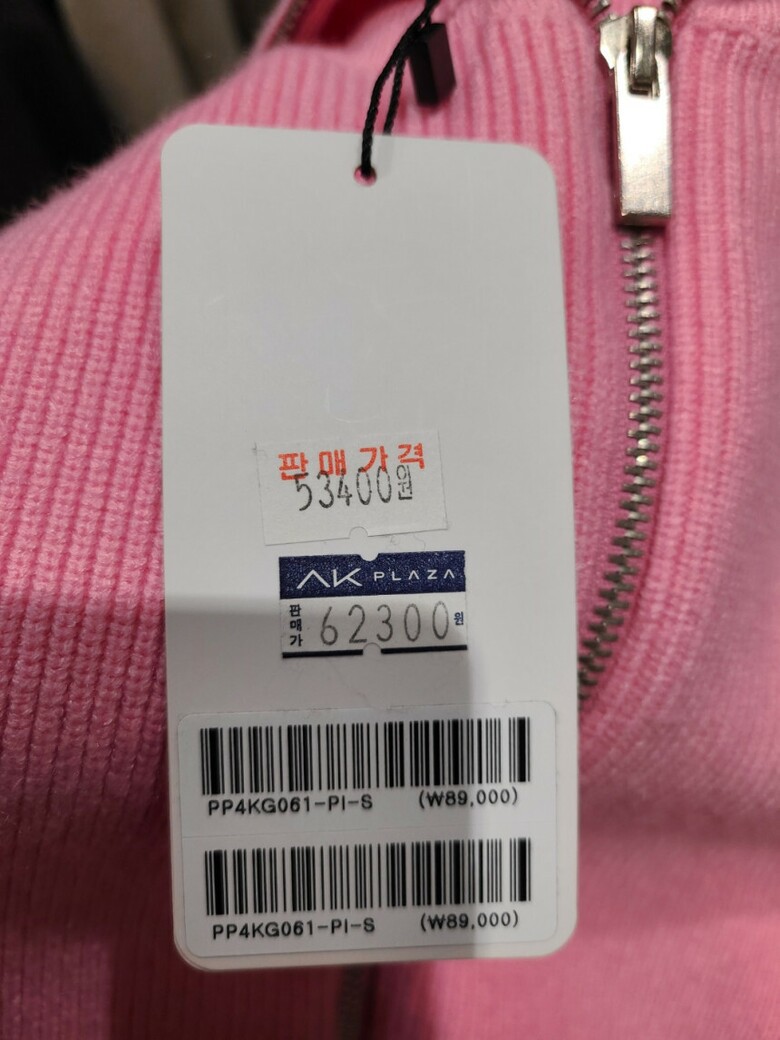 판매가격
53400원
AK PLAZA
판매가 62300원
PP4KG061-PI-S (₩89,000)
PP4KG061-PI-S (₩89,000)